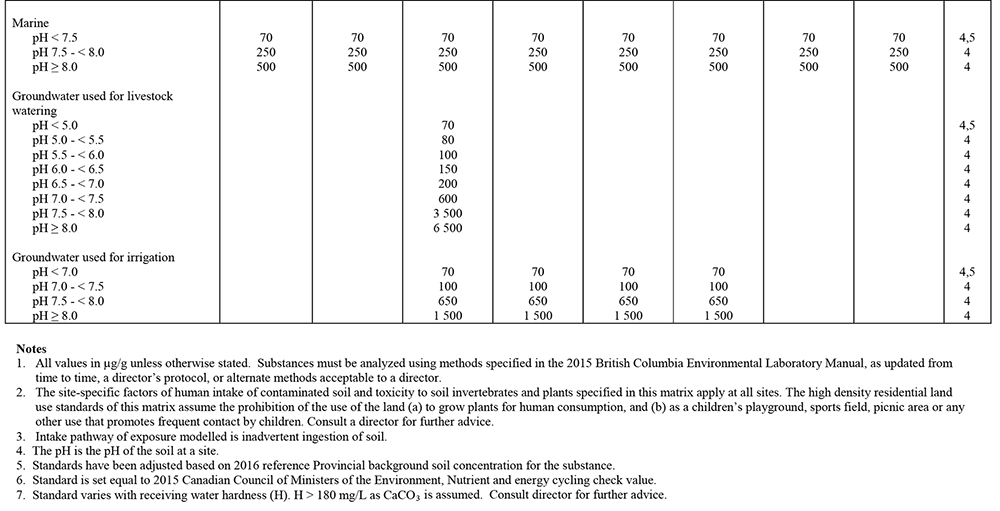 Marine
pH < 7.5 70 70 70 70 70 70 70 70 4,5
pH 7.5 - < 8.0 250 250 250 250 250 250 250 250 4
pH ≥ 8.0 500 500 500 500 500 500 500 500 4
Groundwater used for livestock
watering
pH < 5.0 70 4,5
pH 5.0 - < 5.5 80 4
pH 5.5 - < 6.0 100 4
pH 6.0 - < 6.5 150 4
pH 6.5 - < 7.0 200 4
pH 7.0 - < 7.5 600 4
pH 7.5 - < 8.0 3 500 4
pH ≥ 8.0 6 500 4
Groundwater used for irrigation
pH < 7.0 70 70 70 70 4,5
pH 7.0 - < 7.5 100 100 100 100 4
pH 7.5 - < 8.0 650 650 650 650 4
pH ≥ 8.0 1 500 1 500 1 500 1 500 4
Notes
1. All values in µg/g unless otherwise stated. Substances must be analyzed using methods specified in the 2015 British Columbia Environmental Laboratory Manual, as updated from
time to time, a director's protocol, or alternate methods acceptable to a director.
2. The site-specific factors of human intake of contaminated soil and toxicity to soil invertebrates and plants specified in this matrix apply at all sites. The high density residential land
use standards of this matrix assume the prohibition of the use of the land (a) to grow plants for human consumption, and (b) as a children's playground, sports field, picnic area or any
other use that promotes frequent contact by children. Consult a director for further advice.
3. Intake pathway of exposure modelled is inadvertent ingestion of soil.
4. The pH is the pH of the soil at a site.
5. Standards have been adjusted based on 2016 reference Provincial background soil concentration for the substance.
6. Standard is set equal to 2015 Canadian Council of Ministers of the Environment, Nutrient and energy cycling check value.
7. Standard varies with receiving water hardness (H). H > 180 mg/L as CaCO₃ is assumed. Consult director for further advice.